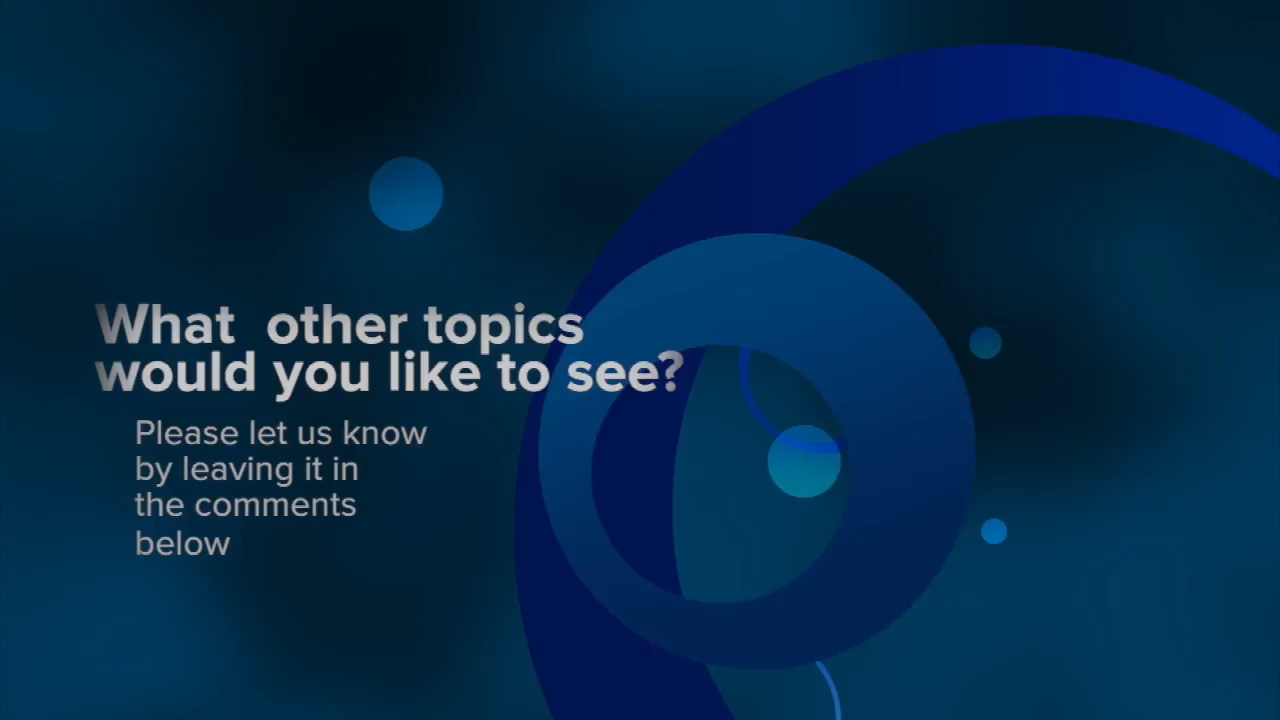 What  other topics
would you like to see?
Please let us know
by leaving it in
the comments
below